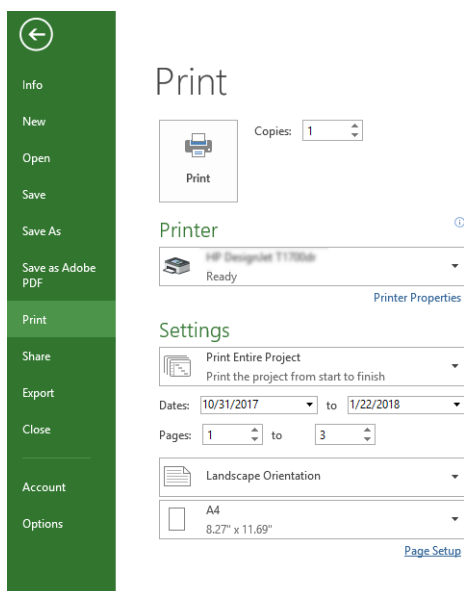 Info
New
Open
Save
Save As
Save as Adobe
PDF
Print
Share
Export
Close
Account
Options
Print
Print
Copies: 1
Printer
Ready
Printer Properties
Settings
Print Entire Project
Print the project from start to finish
Dates: 10/31/2017 to 1/22/2018
Pages: 1 to 3
Landscape Orientation
A4
8.27" x 11.69"
Page Setup